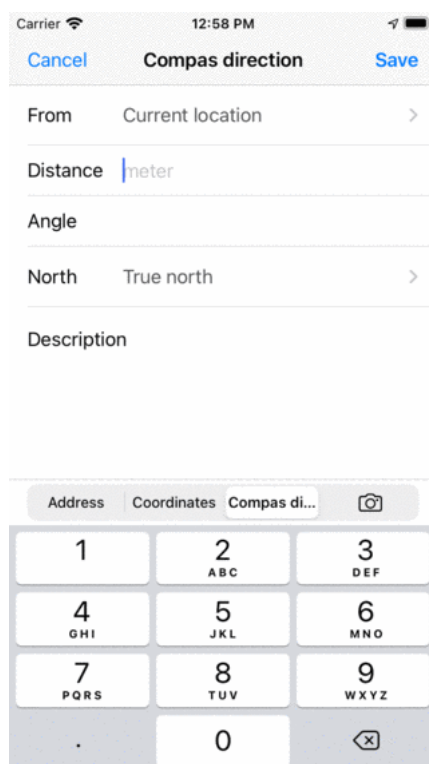 Carrier 12:58 PM
Cancel Compas direction Save
From Current location
Distance meter
Angle
North True north
Description
Address Coordinates Compas di...
1 2 3
ABC DEF
4 5 6
GHI JKL MNO
7 8 9
PQRS TUV WXYZ
. 0